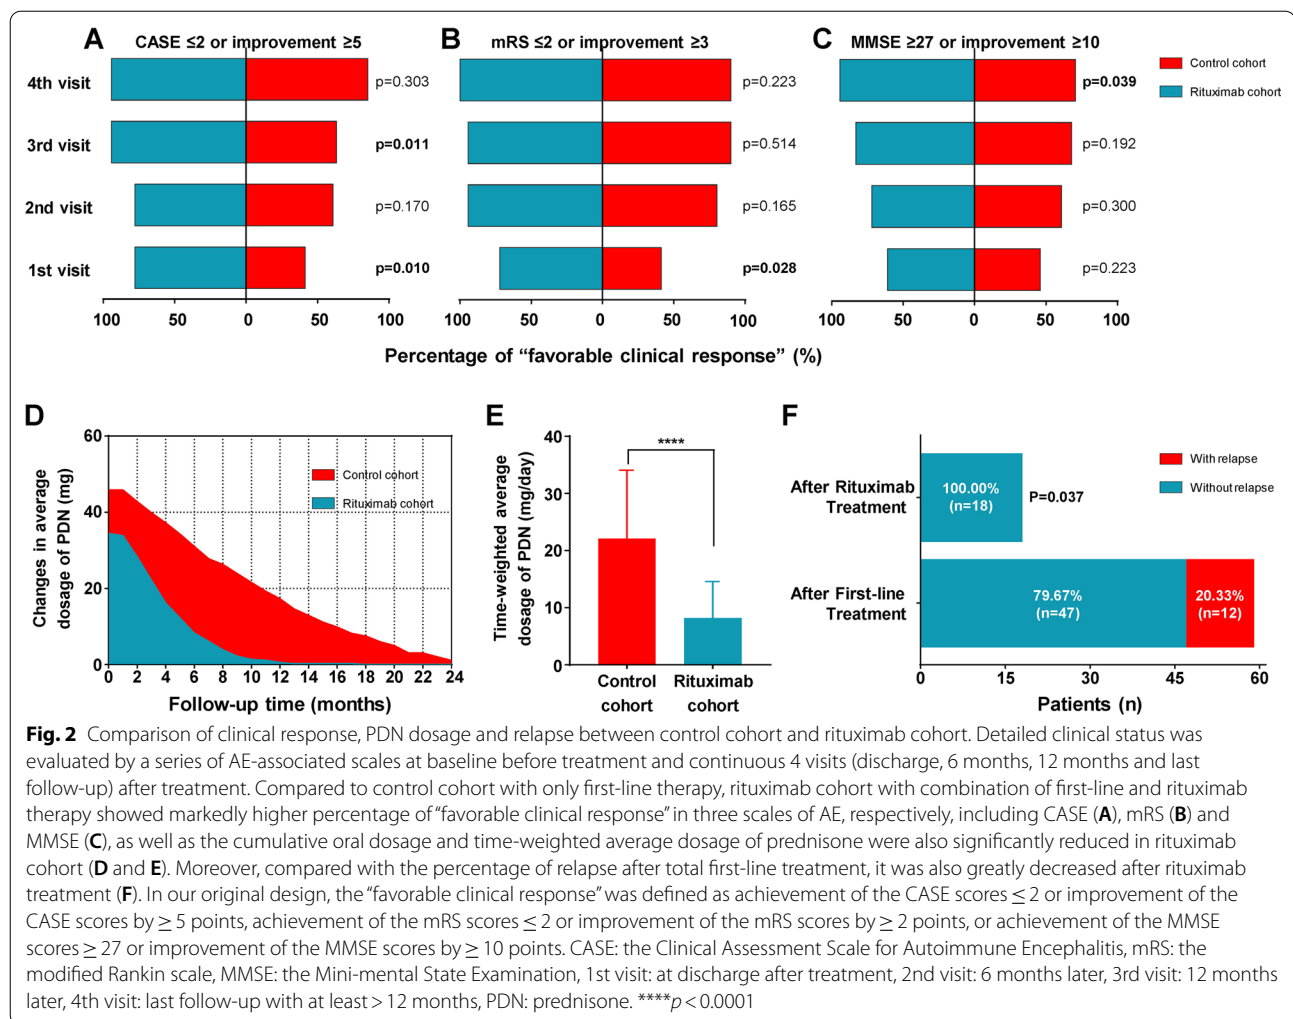 A CASE ≤2 or improvement ≥5
B mRS ≤2 or improvement ≥3
C MMSE ≥27 or improvement ≥10
Control cohort
Rituximab cohort
4th visit p=0.303 p=0.223 p=0.039
3rd visit p=0.011 p=0.514 p=0.192
2nd visit p=0.170 p=0.165 p=0.300
1st visit p=0.010 p=0.028 p=0.223
100 50 0 50 100 100 50 0 50 100 100 50 0 50 100
Percentage of “favorable clinical response” (%)
D
Changes in average
dosage of PDN (mg)
60
40
20
0
Control cohort
Rituximab cohort
0 2 4 6 8 10 12 14 16 18 20 22 24
Follow-up time (months)
E
Time-weighted average
dosage of PDN (mg/day)
40
30
20
10
0
****
Control
cohort
Rituximab
cohort
F
With relapse
Without relapse
After Rituximab
Treatment
100.00%
(n=18)
P=0.037
After First-line
Treatment
79.67%
(n=47)
20.33%
(n=12)
0 15 30 45 60
Patients (n)
Fig. 2 Comparison of clinical response, PDN dosage and relapse between control cohort and rituximab cohort. Detailed clinical status was
evaluated by a series of AE-associated scales at baseline before treatment and continuous 4 visits (discharge, 6 months, 12 months and last
follow-up) after treatment. Compared to control cohort with only first-line therapy, rituximab cohort with combination of first-line and rituximab
therapy showed markedly higher percentage of “favorable clinical response” in three scales of AE, respectively, including CASE (A), mRS (B) and
MMSE (C), as well as the cumulative oral dosage and time-weighted average dosage of prednisone were also significantly reduced in rituximab
cohort (D and E). Moreover, compared with the percentage of relapse after total first-line treatment, it was also greatly decreased after rituximab
treatment (F). In our original design, the “favorable clinical response” was defined as achievement of the CASE scores ≤ 2 or improvement of the
CASE scores by ≥ 5 points, achievement of the mRS scores ≤ 2 or improvement of the mRS scores by ≥ 2 points, or achievement of the MMSE
scores ≥ 27 or improvement of the MMSE scores by ≥ 10 points. CASE: the Clinical Assessment Scale for Autoimmune Encephalitis, mRS: the
modified Rankin scale, MMSE: the Mini-mental State Examination, 1st visit: at discharge after treatment, 2nd visit: 6 months later, 3rd visit: 12 months
later, 4th visit: last follow-up with at least > 12 months, PDN: prednisone. ****p < 0.0001